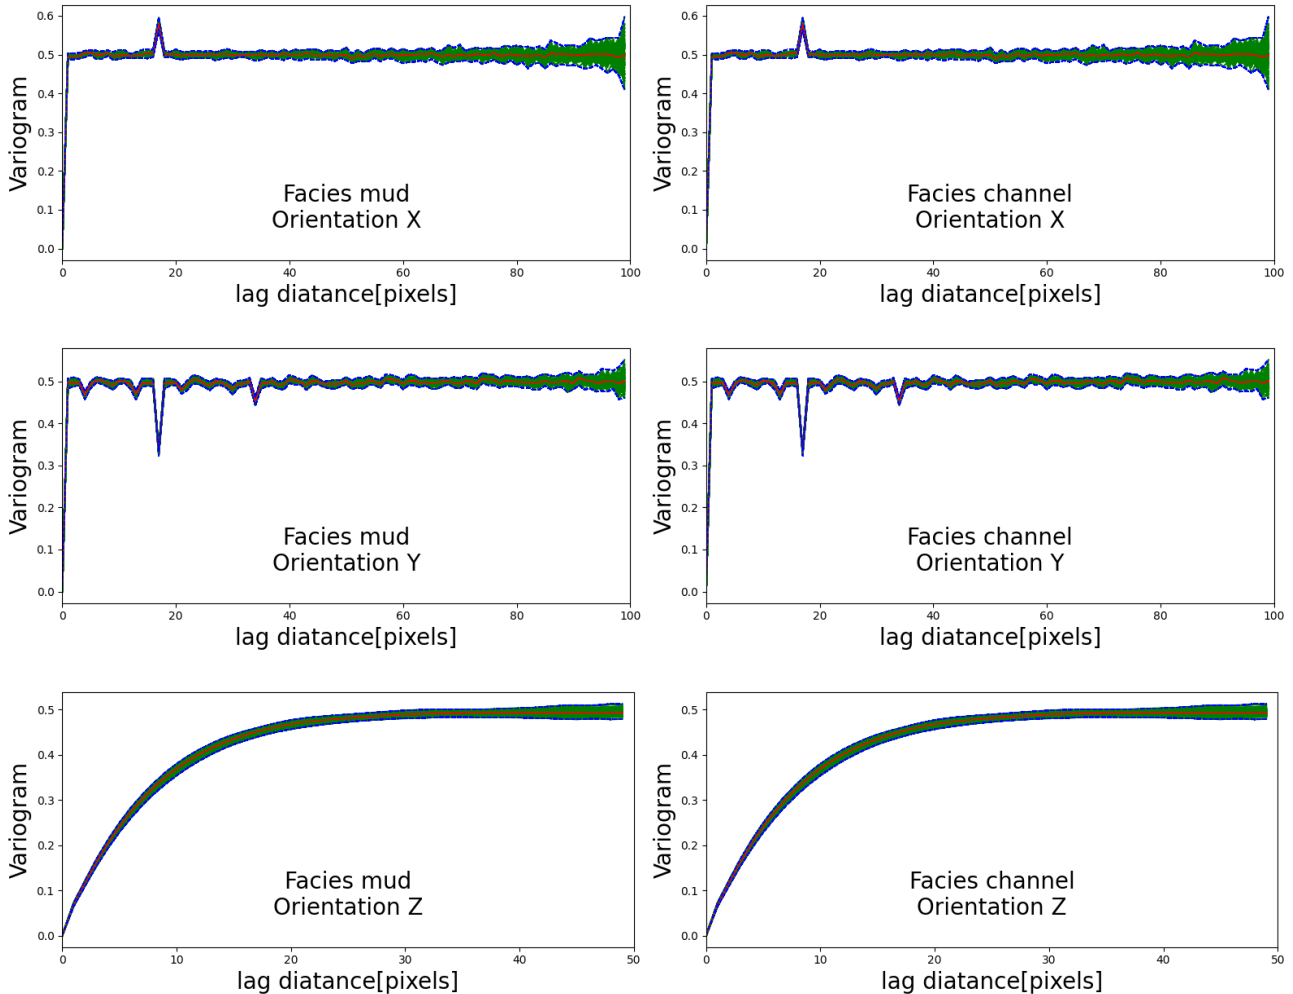 0.6
0.5
0.4
0.3
0.2
0.1
0.0
Variogram
Facies mud
Orientation X
0 20 40 60 80 100
lag diatance[pixels]
0.6
0.5
0.4
0.3
0.2
0.1
0.0
Variogram
Facies channel
Orientation X
0 20 40 60 80 100
lag diatance[pixels]
0.5
0.4
0.3
0.2
0.1
0.0
Variogram
Facies mud
Orientation Y
0 20 40 60 80 100
lag diatance[pixels]
0.5
0.4
0.3
0.2
0.1
0.0
Variogram
Facies channel
Orientation Y
0 20 40 60 80 100
lag diatance[pixels]
0.5
0.4
0.3
0.2
0.1
0.0
Variogram
Facies mud
Orientation Z
0 10 20 30 40 50
lag diatance[pixels]
0.5
0.4
0.3
0.2
0.1
0.0
Variogram
Facies channel
Orientation Z
0 10 20 30 40 50
lag diatance[pixels]